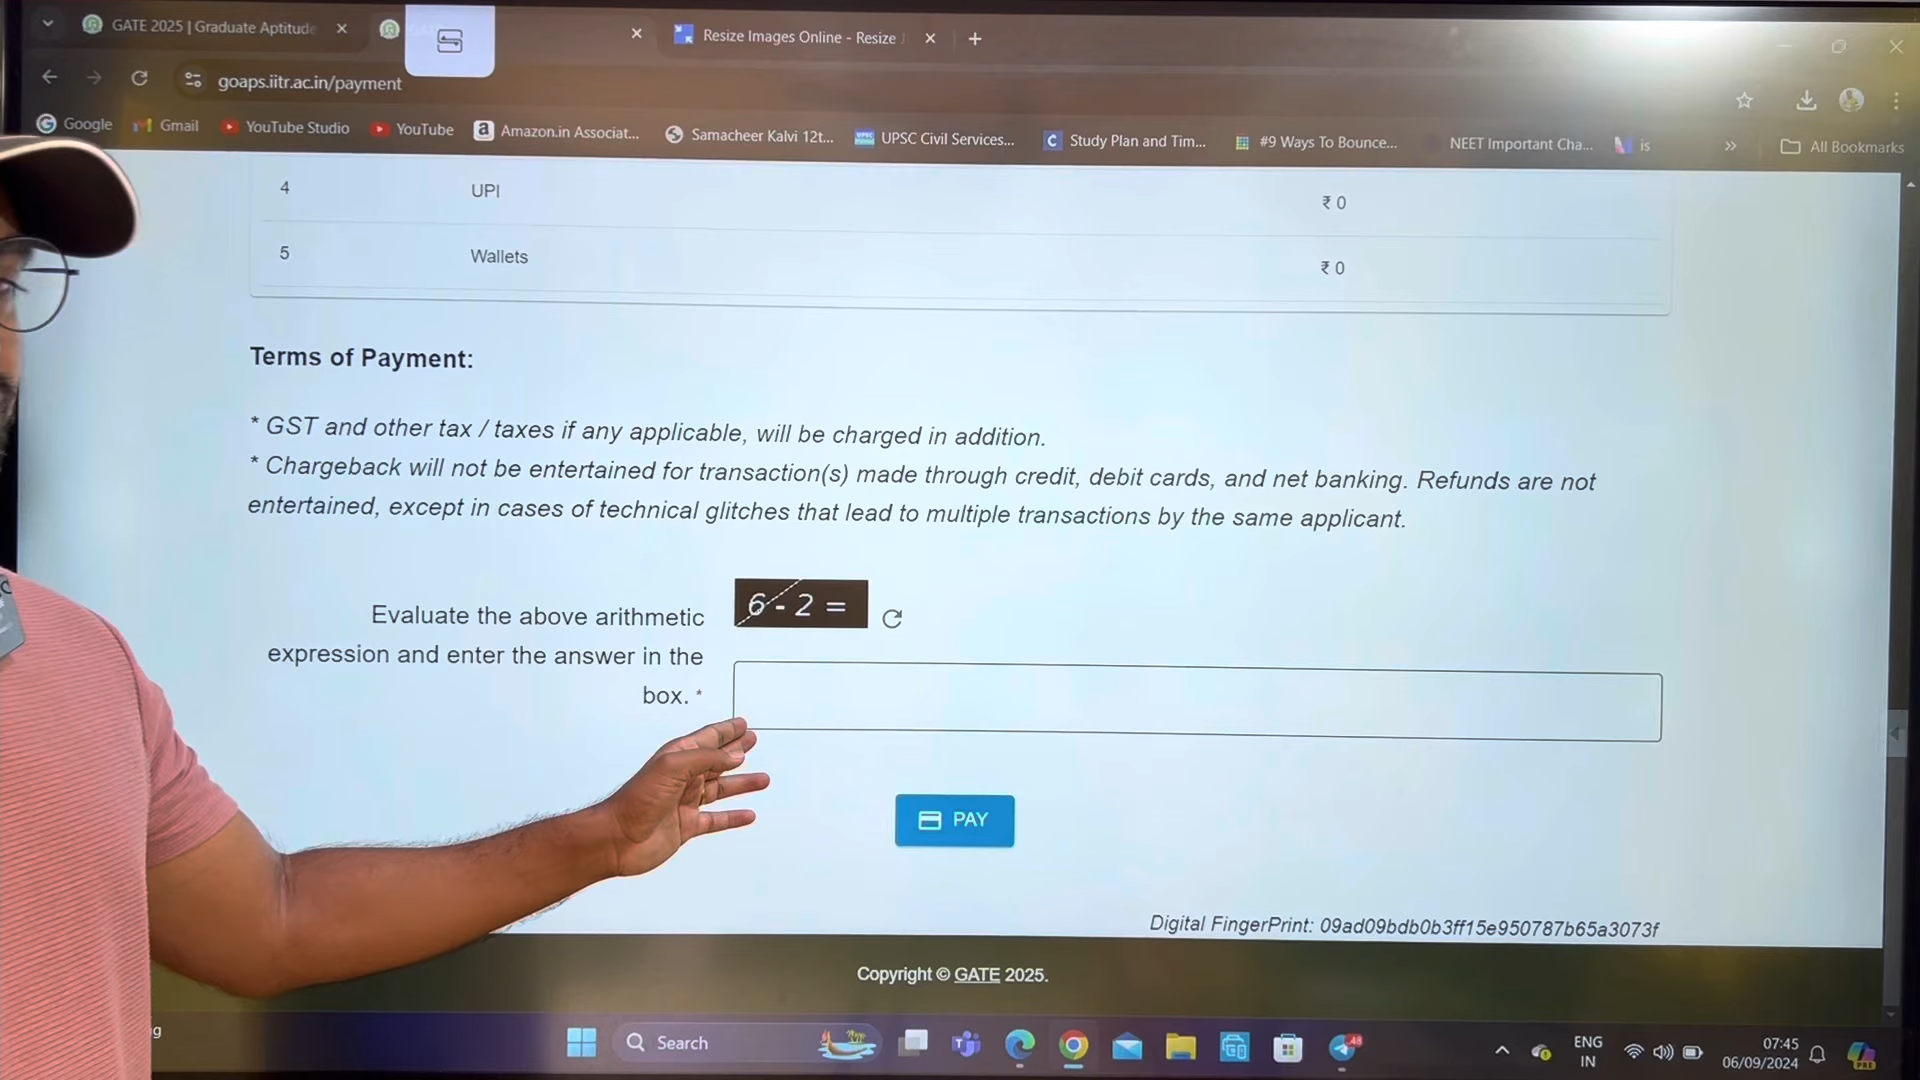 GATE 2025 | Graduate Aptitude
Resize Images Online - Resize
goaps.iitr.ac.in/payment
Google
Gmail
YouTube Studio
YouTube
Amazon.in Associat...
Samacheer Kalvi 12t...
UPSC Civil Services...
Study Plan and Tim...
#9 Ways To Bounce...
NEET Important Cha...
is
All Bookmarks
4 UPI ₹ 0
5 Wallets ₹ 0
Terms of Payment:
* GST and other tax / taxes if any applicable, will be charged in addition.
* Chargeback will not be entertained for transaction(s) made through credit, debit cards, and net banking. Refunds are not
entertained, except in cases of technical glitches that lead to multiple transactions by the same applicant.
6 - 2 =
Evaluate the above arithmetic
expression and enter the answer in the
box. *
PAY
Digital FingerPrint: 09ad09bdb0b3ff15e950787b65a3073f
Copyright © GATE 2025.
Search
48
ENG
IN
07:45
06/09/2024